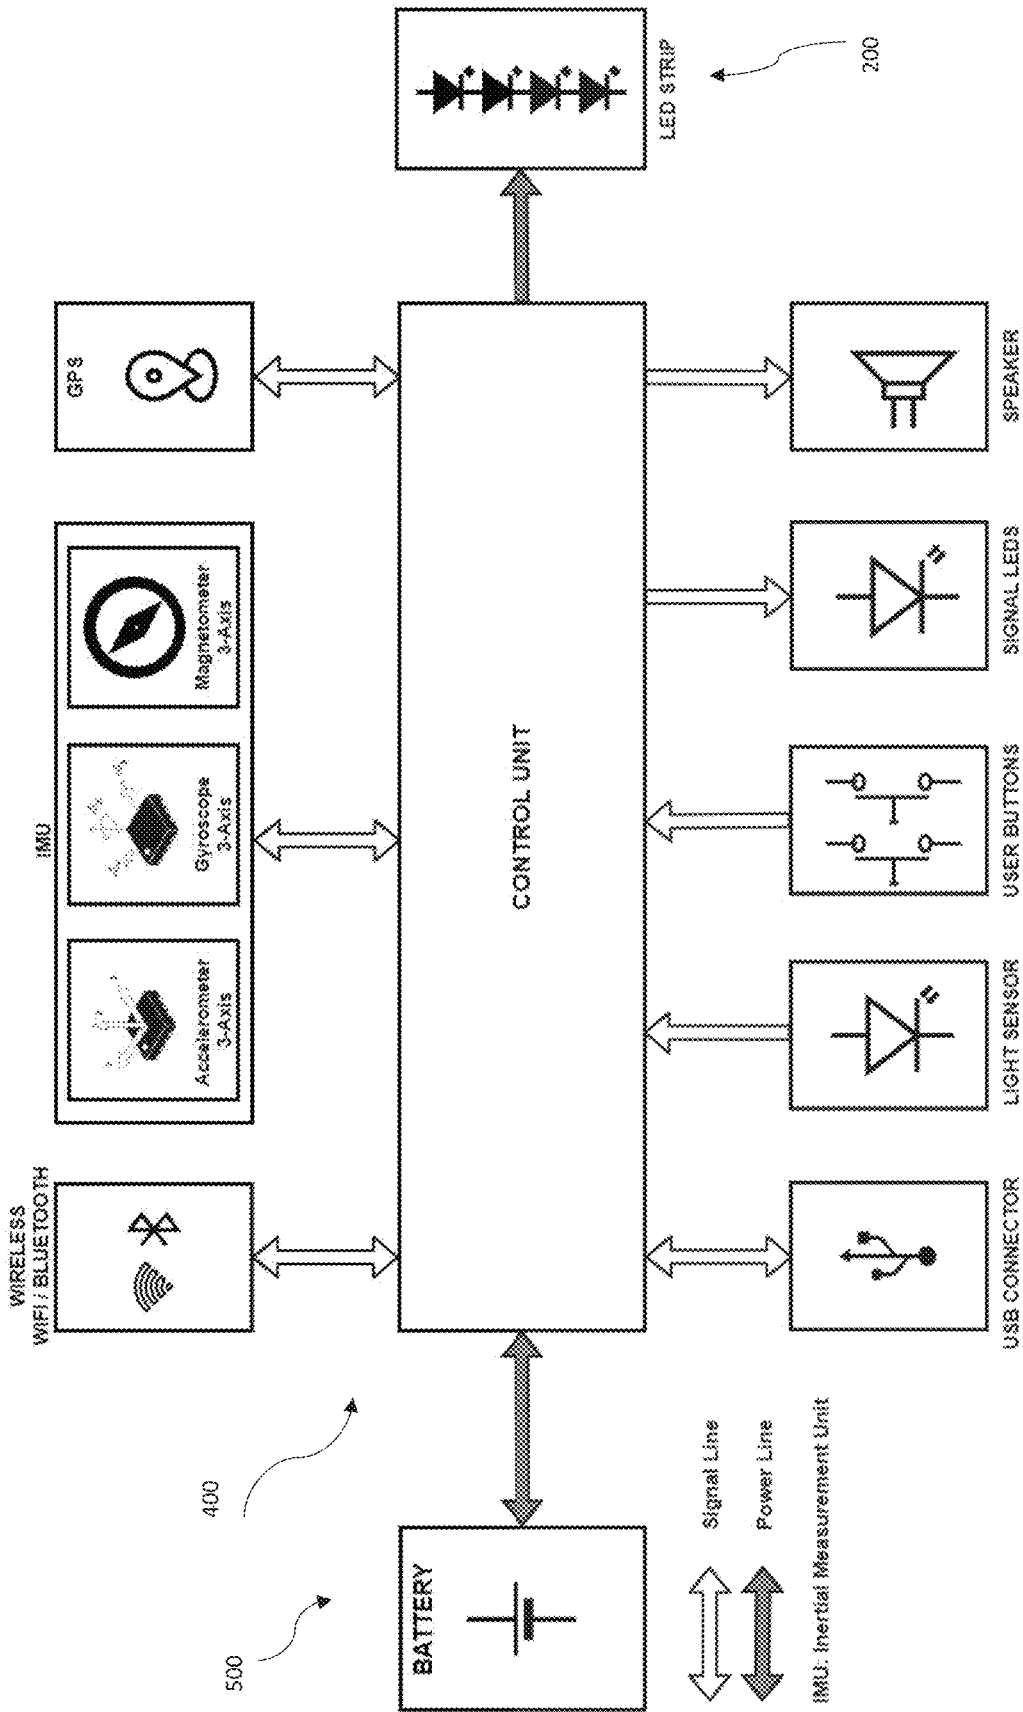 WIRELESS
WIFI / BLUETOOTH
IMU
GPS
Accelerometer
3-Axis
Gyroscope
3-Axis
Magnetometer
3-Axis
500
400
BATTERY
CONTROL UNIT
LED STRIP
200
Signal Line
Power Line
IMU: Inertial Measurement Unit
USB CONNECTOR
LIGHT SENSOR
USER BUTTONS
SIGNAL LEDS
SPEAKER